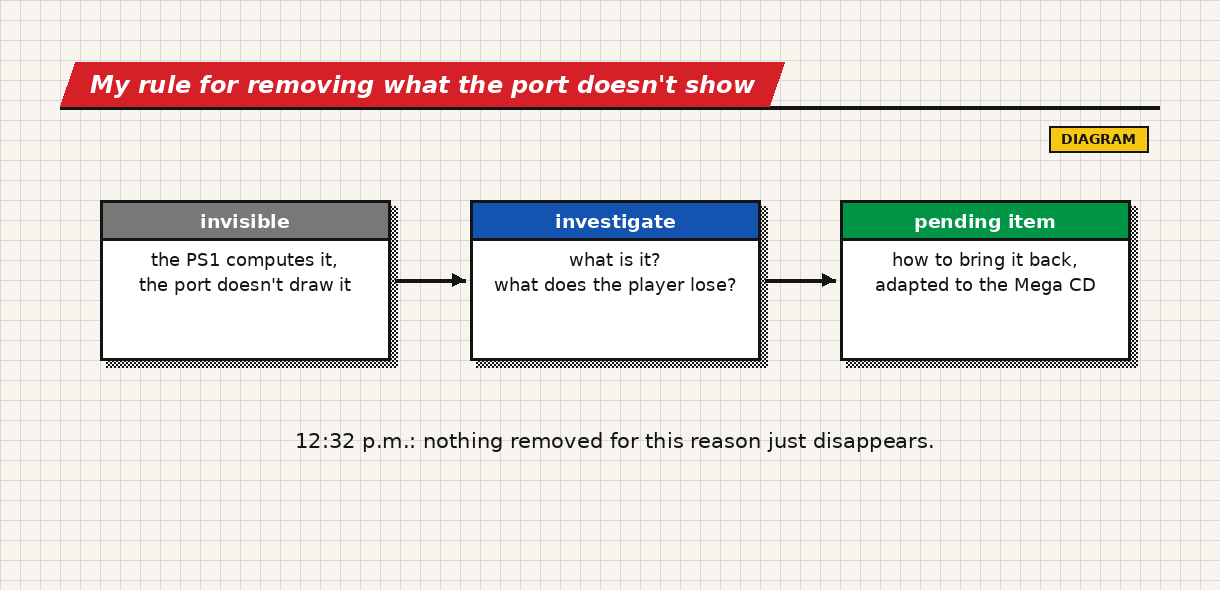 My rule for removing what the port doesn't show
DIAGRAM
invisible
the PS1 computes it,
the port doesn't draw it
investigate
what is it?
what does the player lose?
pending item
how to bring it back,
adapted to the Mega CD
12:32 p.m.: nothing removed for this reason just disappears.